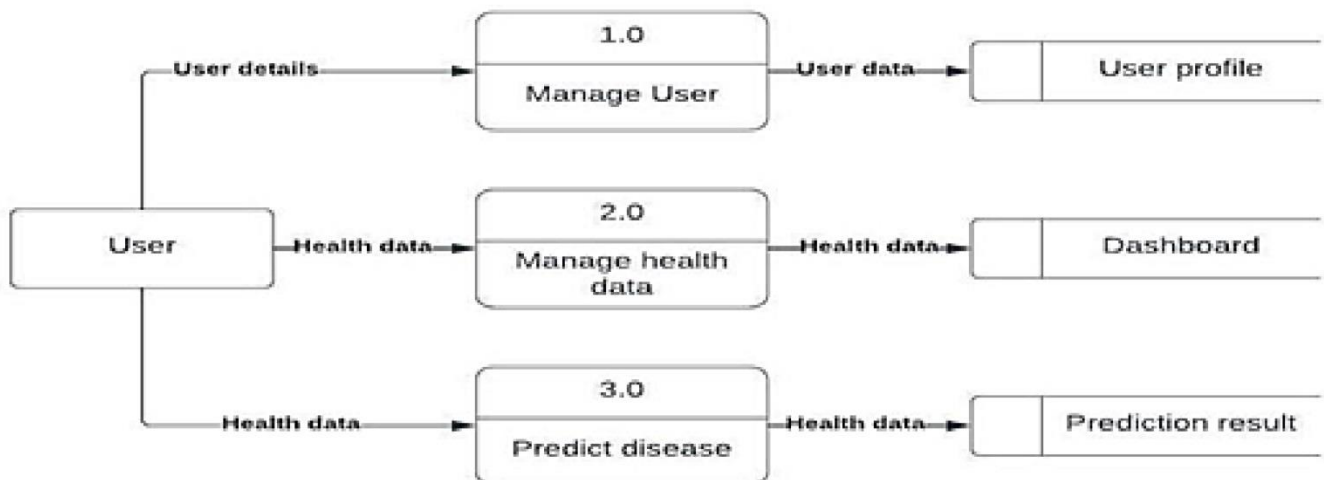 1.0
User details
Manage User
User data
User profile
User
Health data
2.0
Manage health
data
Health data
Dashboard
Health data
3.0
Predict disease
Health data
Prediction result